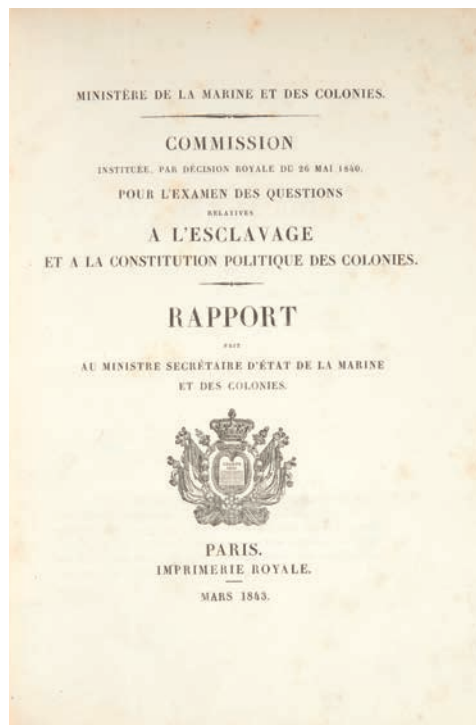 MINISTÈRE DE LA MARINE ET DES COLONIES.
COMMISSION
INSTITUÉE, PAR DÉCISION ROYALE DU 26 MAI 1840,
POUR L'EXAMEN DES QUESTIONS
RELATIVES
A L'ESCLAVAGE
ET A LA CONSTITUTION POLITIQUE DES COLONIES.
RAPPORT
FAIT
AU MINISTRE SECRÉTAIRE D'ÉTAT DE LA MARINE
ET DES COLONIES.
PARIS.
IMPRIMERIE ROYALE.
MARS 1843.